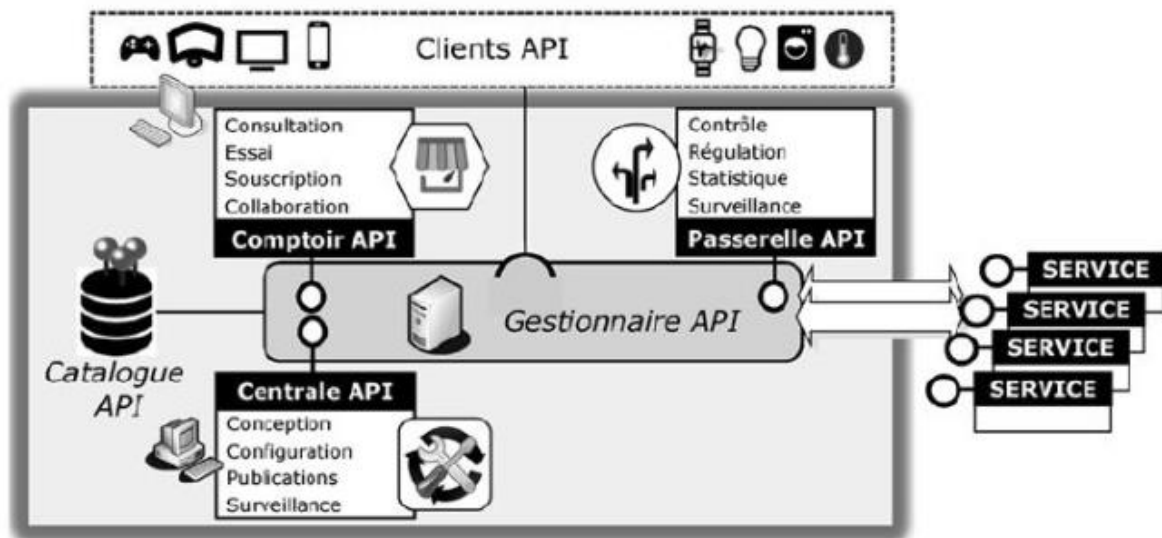 Clients API
Consultation
Essai
Souscription
Collaboration
Comptoir API
Contrôle
Régulation
Statistique
Surveillance
Passerelle API
Catalogue
API
Gestionnaire API
SERVICE
SERVICE
SERVICE
SERVICE
Centrale API
Conception
Configuration
Publications
Surveillance